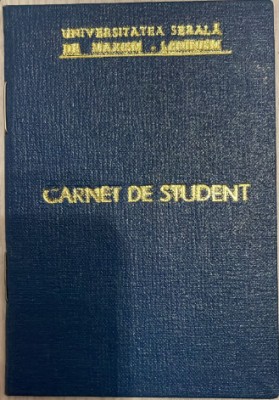 UNIVERSITATEA SERALĂ
DE MARXISM - LENINISM
CARNET DE STUDENT